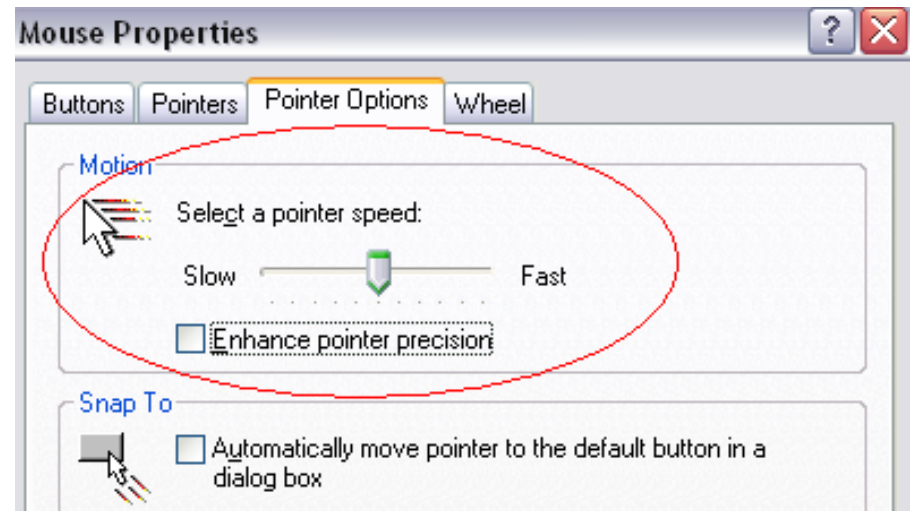 Mouse Properties
?
Buttons Pointers Pointer Options Wheel
Motion
Select a pointer speed:
Slow Fast
Enhance pointer precision
Snap To
Automatically move pointer to the default button in a
dialog box